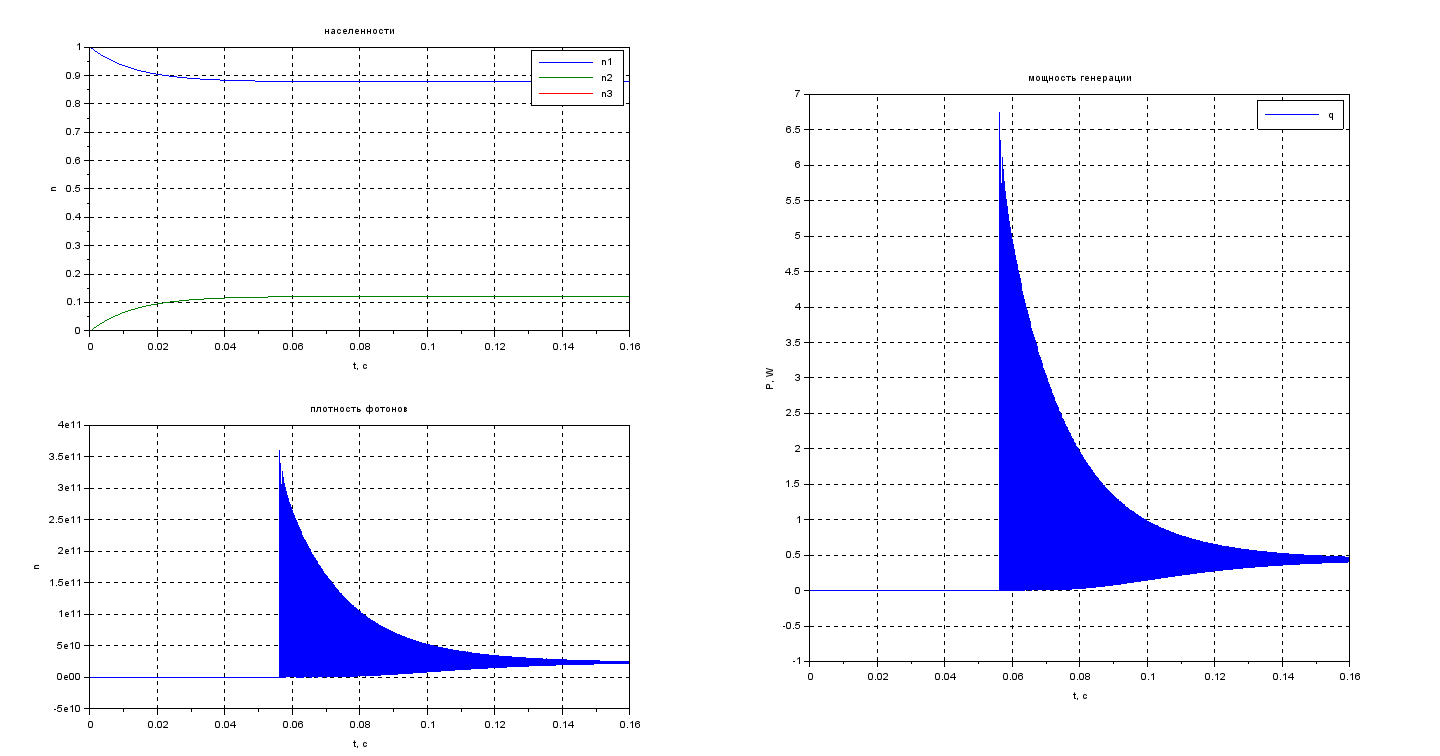 населенности
1
0.9
0.8
0.7
0.6
0.5
0.4
0.3
0.2
0.1
0
n
n1
n2
n3
0 0.02 0.04 0.06 0.08 0.1 0.12 0.14 0.16
t, c
плотность фотонов
4e11
3.5e11
3e11
2.5e11
2e11
1.5e11
1e11
5e10
0e00
-5e10
n
0 0.02 0.04 0.06 0.08 0.1 0.12 0.14 0.16
t, c
мощность генерации
7
6.5
6
5.5
5
4.5
4
3.5
3
2.5
2
1.5
1
0.5
0
-0.5
-1
P, W
q
0 0.02 0.04 0.06 0.08 0.1 0.12 0.14 0.16
t, c